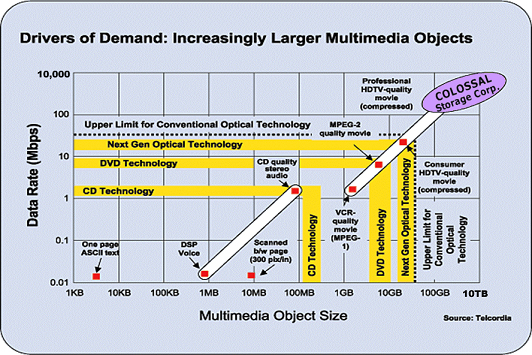 Drivers of Demand: Increasingly Larger Multimedia Objects
10,000
Professional
HDTV-quality
movie
(compressed)
COLOSSAL
Storage Corp.
100
Upper Limit for Conventional Optical Technology
MPEG-2
quality movie
Next Gen Optical Technology
10
DVD Technology
CD quality
stereo
audio
Consumer
HDTV-quality
movie
(compressed)
CD Technology
1
Data Rate (Mbps)
VCR-
quality
movie
(MPEG-
1)
CD Technology
DVD Technology
Next Gen Optical Technology
Upper Limit for
Conventional
Optical
Technology
0.1
One page
ASCII text
DSP
Voice
Scanned
l/w page
(300 pix/in)
0.01
1KB
10KB
1MB
10MB
100MB
1GB
10GB
100GB
10TB
Multimedia Object Size
Source: Telcordia